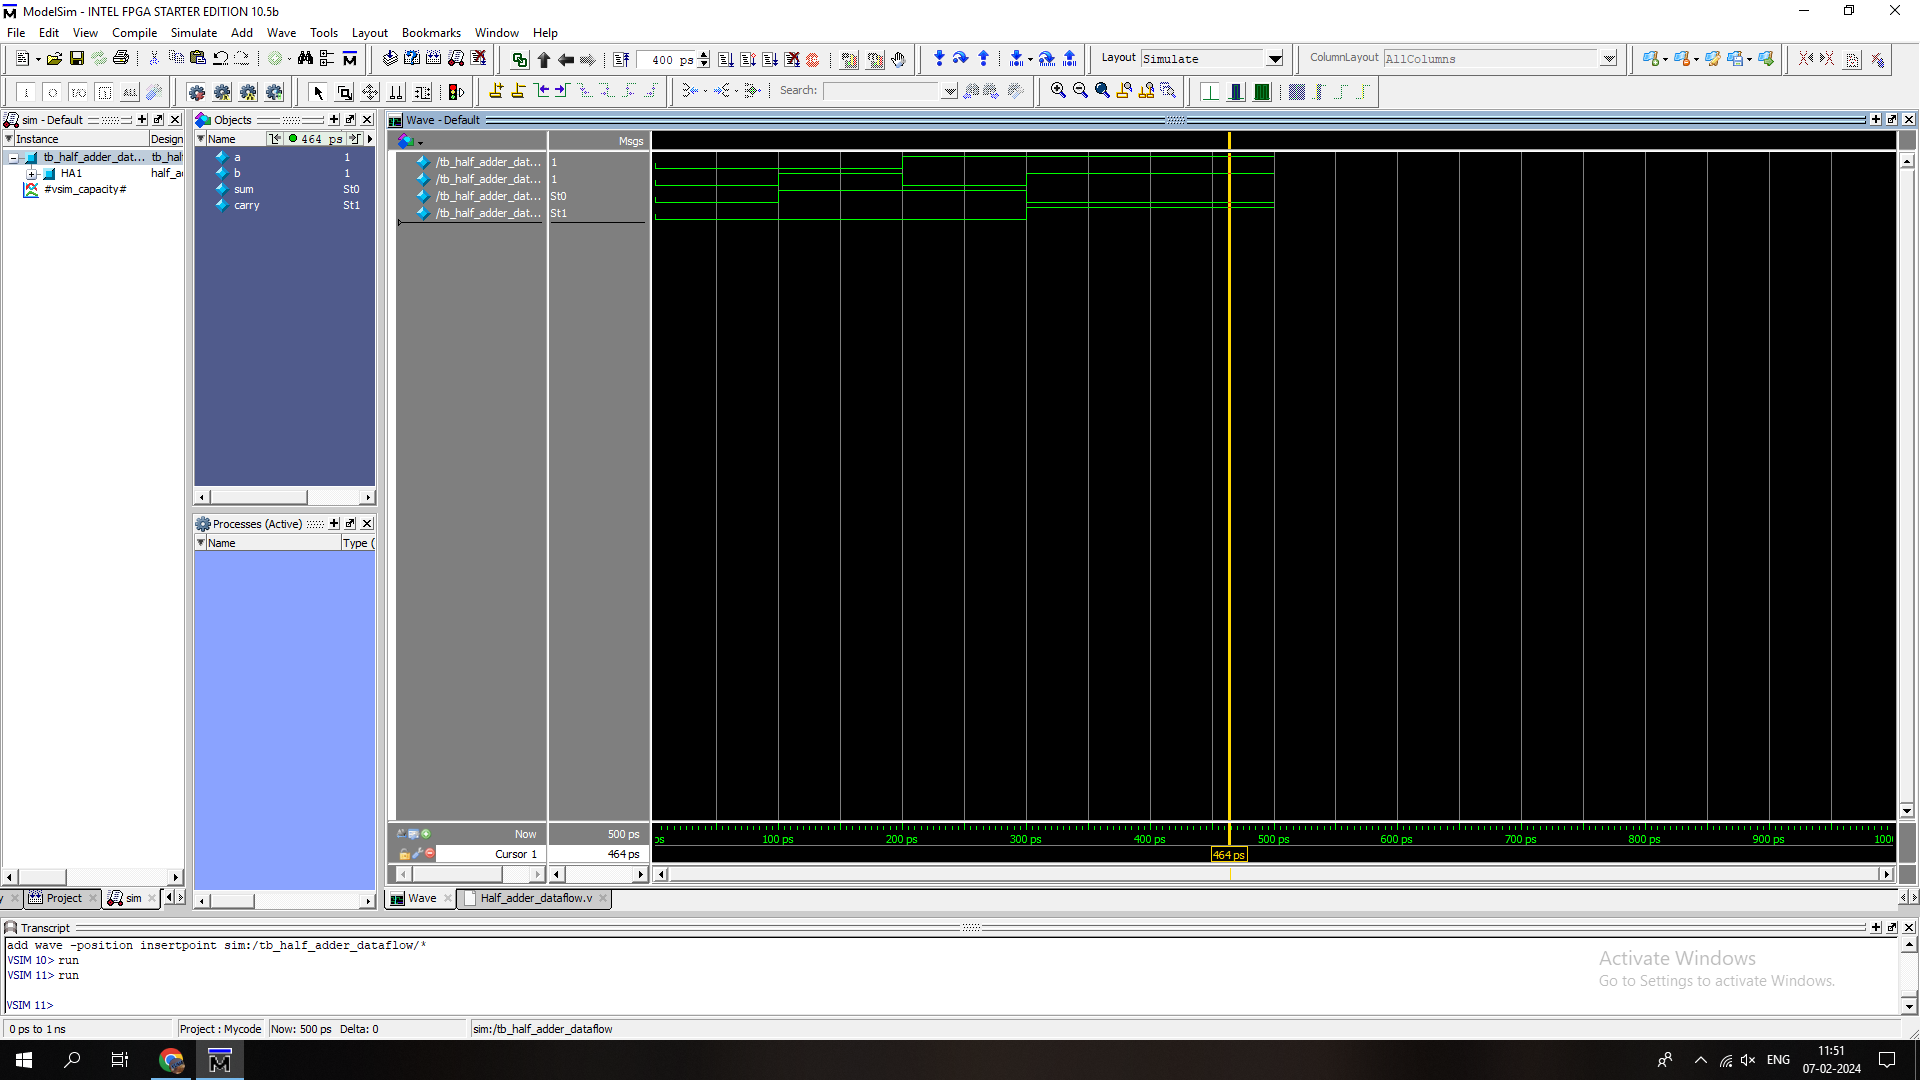 ModelSim - INTEL FPGA STARTER EDITION 10.5b
File Edit View Compile Simulate Add Wave Tools Layout Bookmarks Window Help
400 ps
Layout Simulate
ColumnLayout AllColumns
Search:
sim - Default
Instance Design
tb_half_adder_dat... tb_hal
HA1 half_a
#vsim_capacity#
Objects
Name 464 ps
a 1
b 1
sum St0
carry St1
Processes (Active)
Name Type (
Wave - Default
Msgs
/tb_half_adder_dat... 1
/tb_half_adder_dat... 1
/tb_half_adder_dat... St0
/tb_half_adder_dat... St1
Now 500 ps
Cursor 1 464 ps
ps 100 ps 200 ps 300 ps 400 ps 500 ps 600 ps 700 ps 800 ps 900 ps 1000
464 ps
Project sim
Wave Half_adder_dataflow.v
Transcript
add wave -position insertpoint sim:/tb_half_adder_dataflow/*
VSIM 10> run
VSIM 11> run
VSIM 11>
Activate Windows
Go to Settings to activate Windows.
0 ps to 1 ns Project : Mycode Now: 500 ps Delta: 0 sim:/tb_half_adder_dataflow
ENG
11:51
07-02-2024